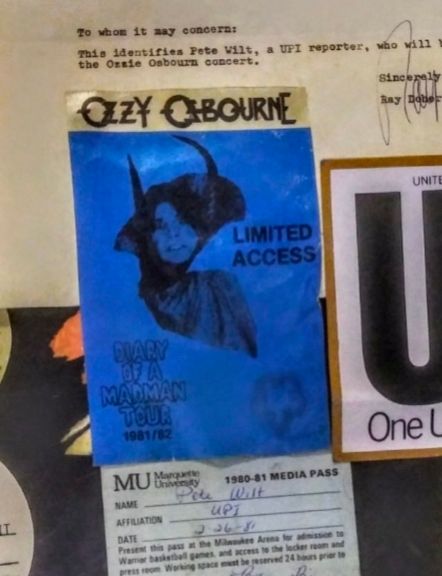 To whom it may concern:
This identifies Pete Wilt, a UPI reporter, who will
the Ozzie Osbourn concert.
Sincerely
Ray
OZZY OSBOURNE
LIMITED
ACCESS
DIARY
OF A
MADMAN
TOUR
1981/82
UNITE
U
One U
MU Marquette University 1980-81 MEDIA PASS
NAME Pete Wilt
AFFILIATION UPI
DATE 2-26-81
Present this pass at the Milwaukee Arena for admission to
Warrior basketball games, and access to the locker room and
press room. Working space must be reserved 24 hours prior to
press time.